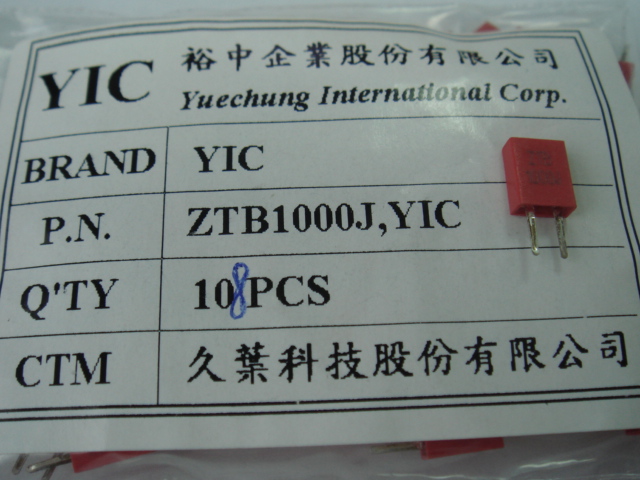 YIC 裕中企業股份有限公司
Yuechung International Corp.
BRAND YIC
P.N. ZTB1000J,YIC
Q'TY 108PCS
CTM 久葉科技股份有限公司